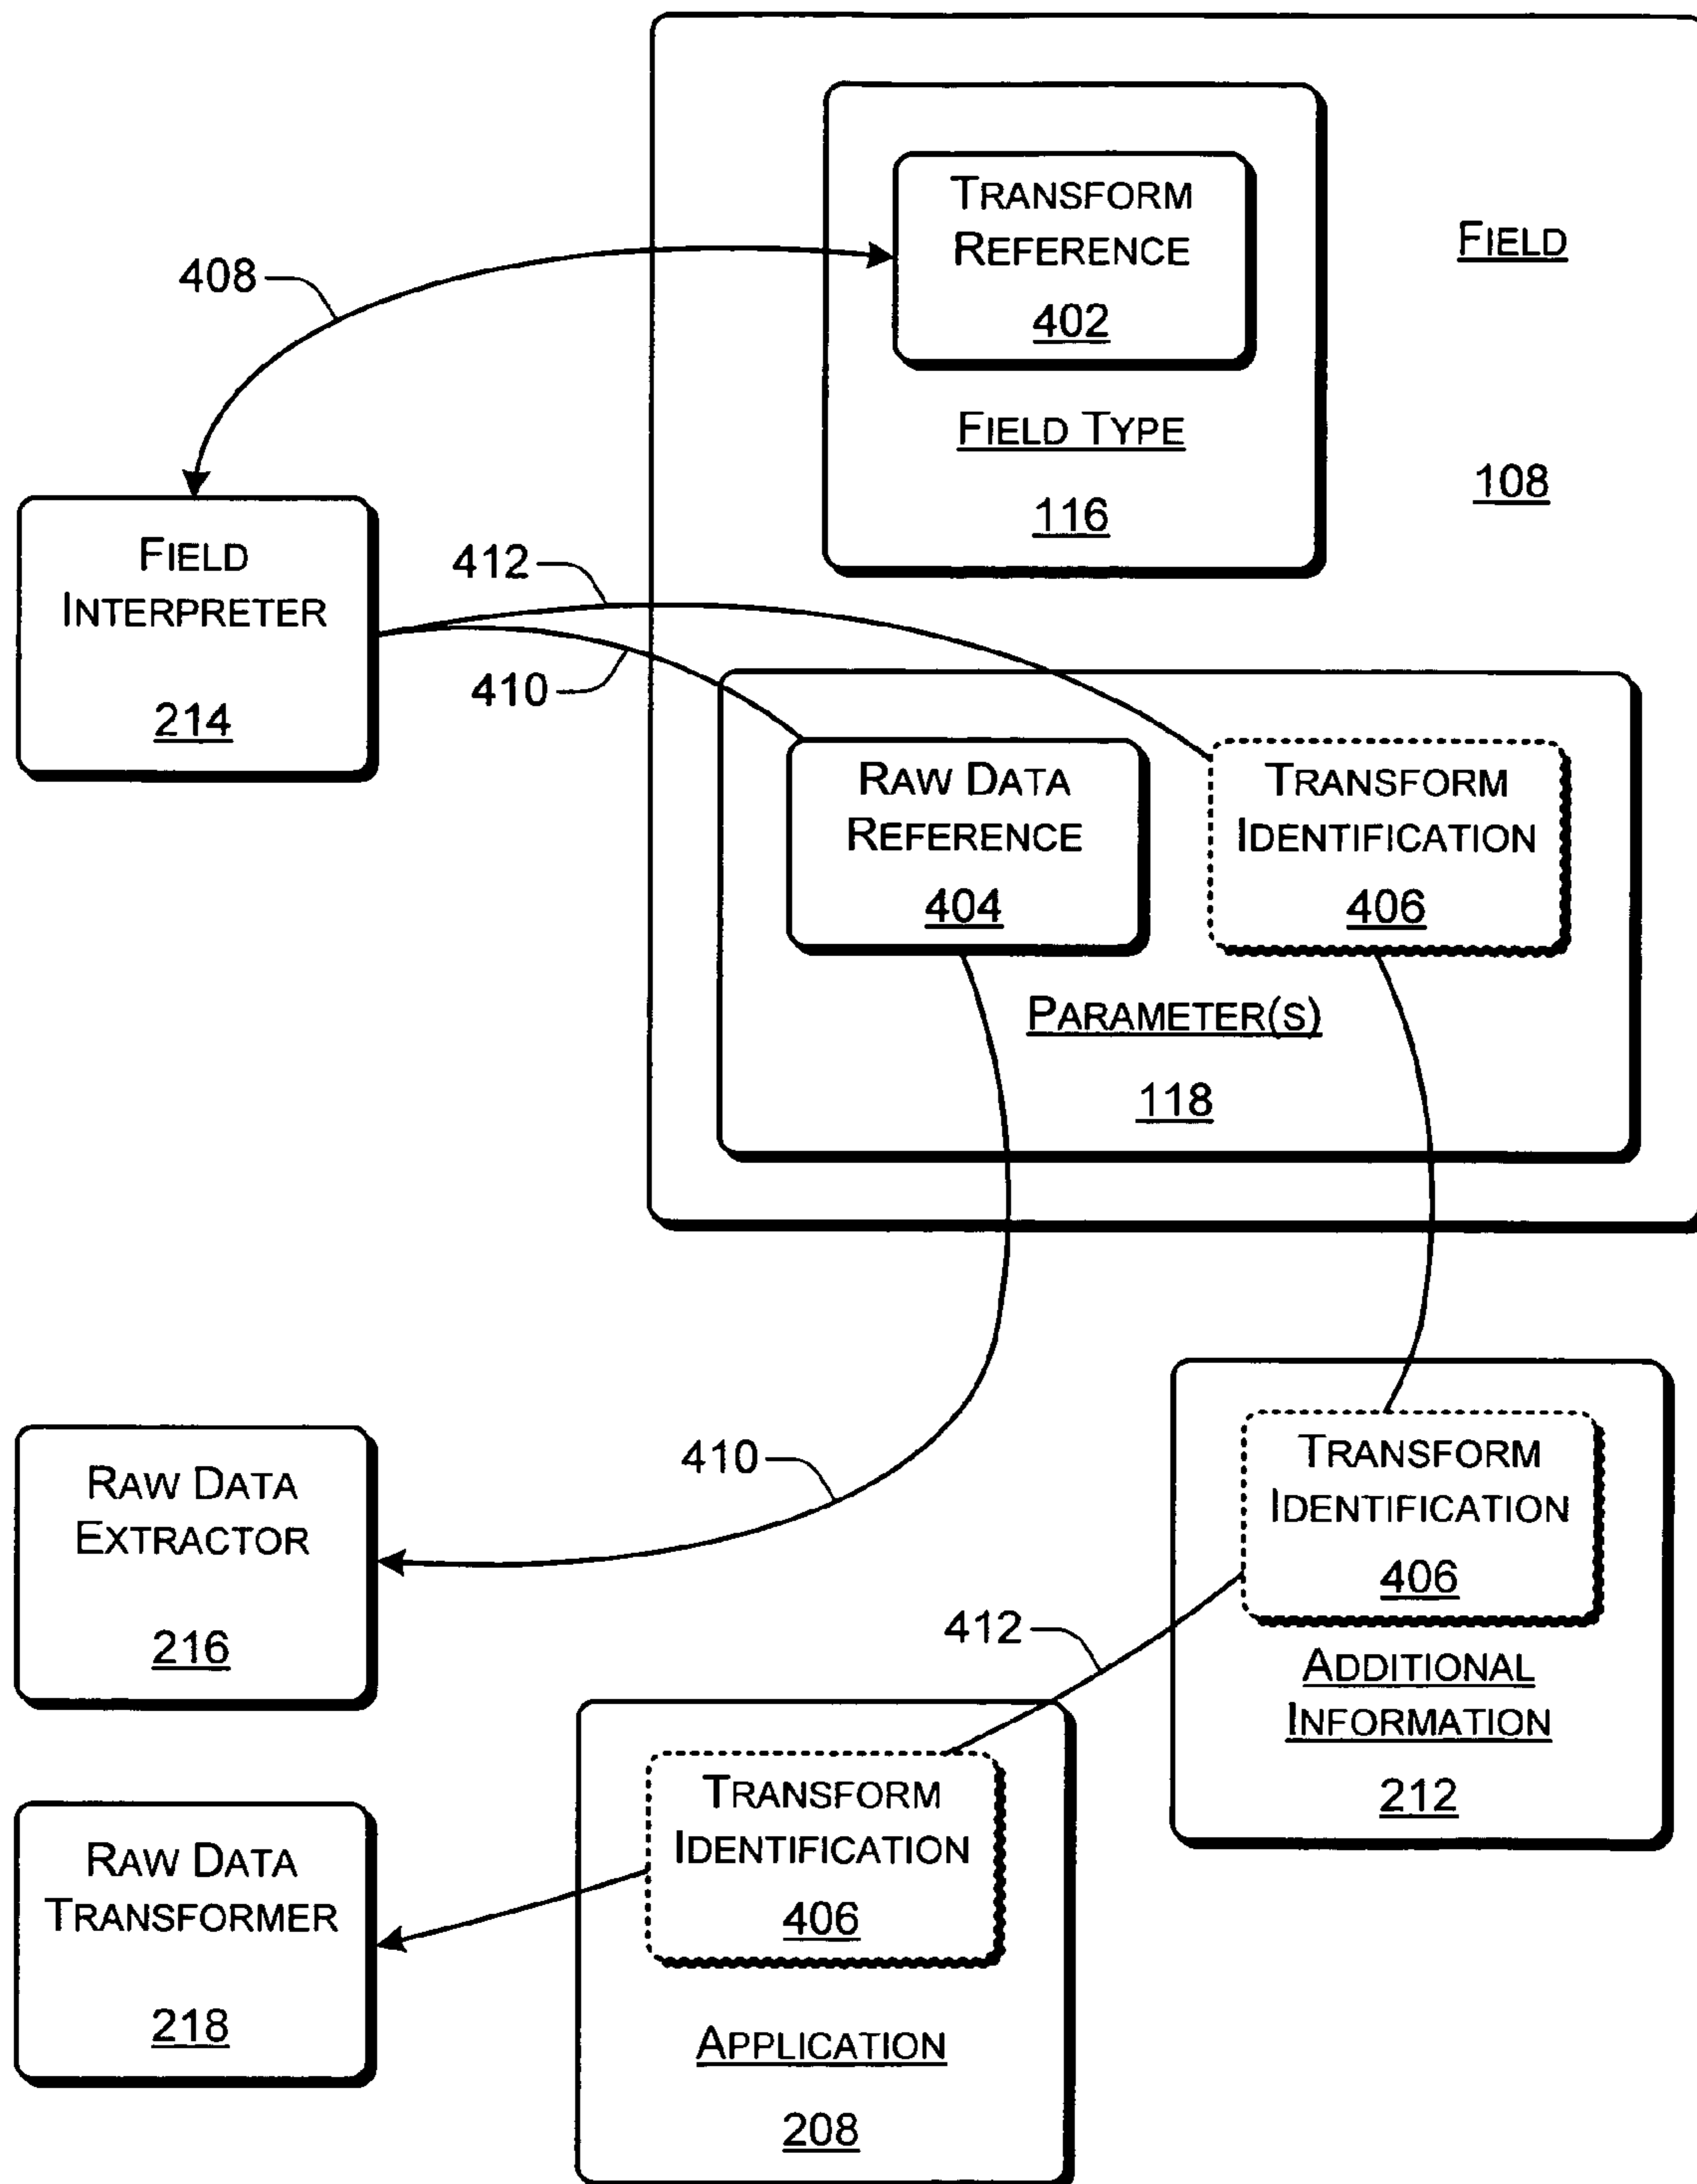 TRANSFORM
REFERENCE
402
FIELD
408
FIELD TYPE
116
108
FIELD
INTERPRETER
214
412
410
RAW DATA
REFERENCE
404
TRANSFORM
IDENTIFICATION
406
PARAMETER(S)
118
RAW DATA
EXTRACTOR
216
410
TRANSFORM
IDENTIFICATION
406
ADDITIONAL
INFORMATION
212
412
RAW DATA
TRANSFORMER
218
TRANSFORM
IDENTIFICATION
406
APPLICATION
208